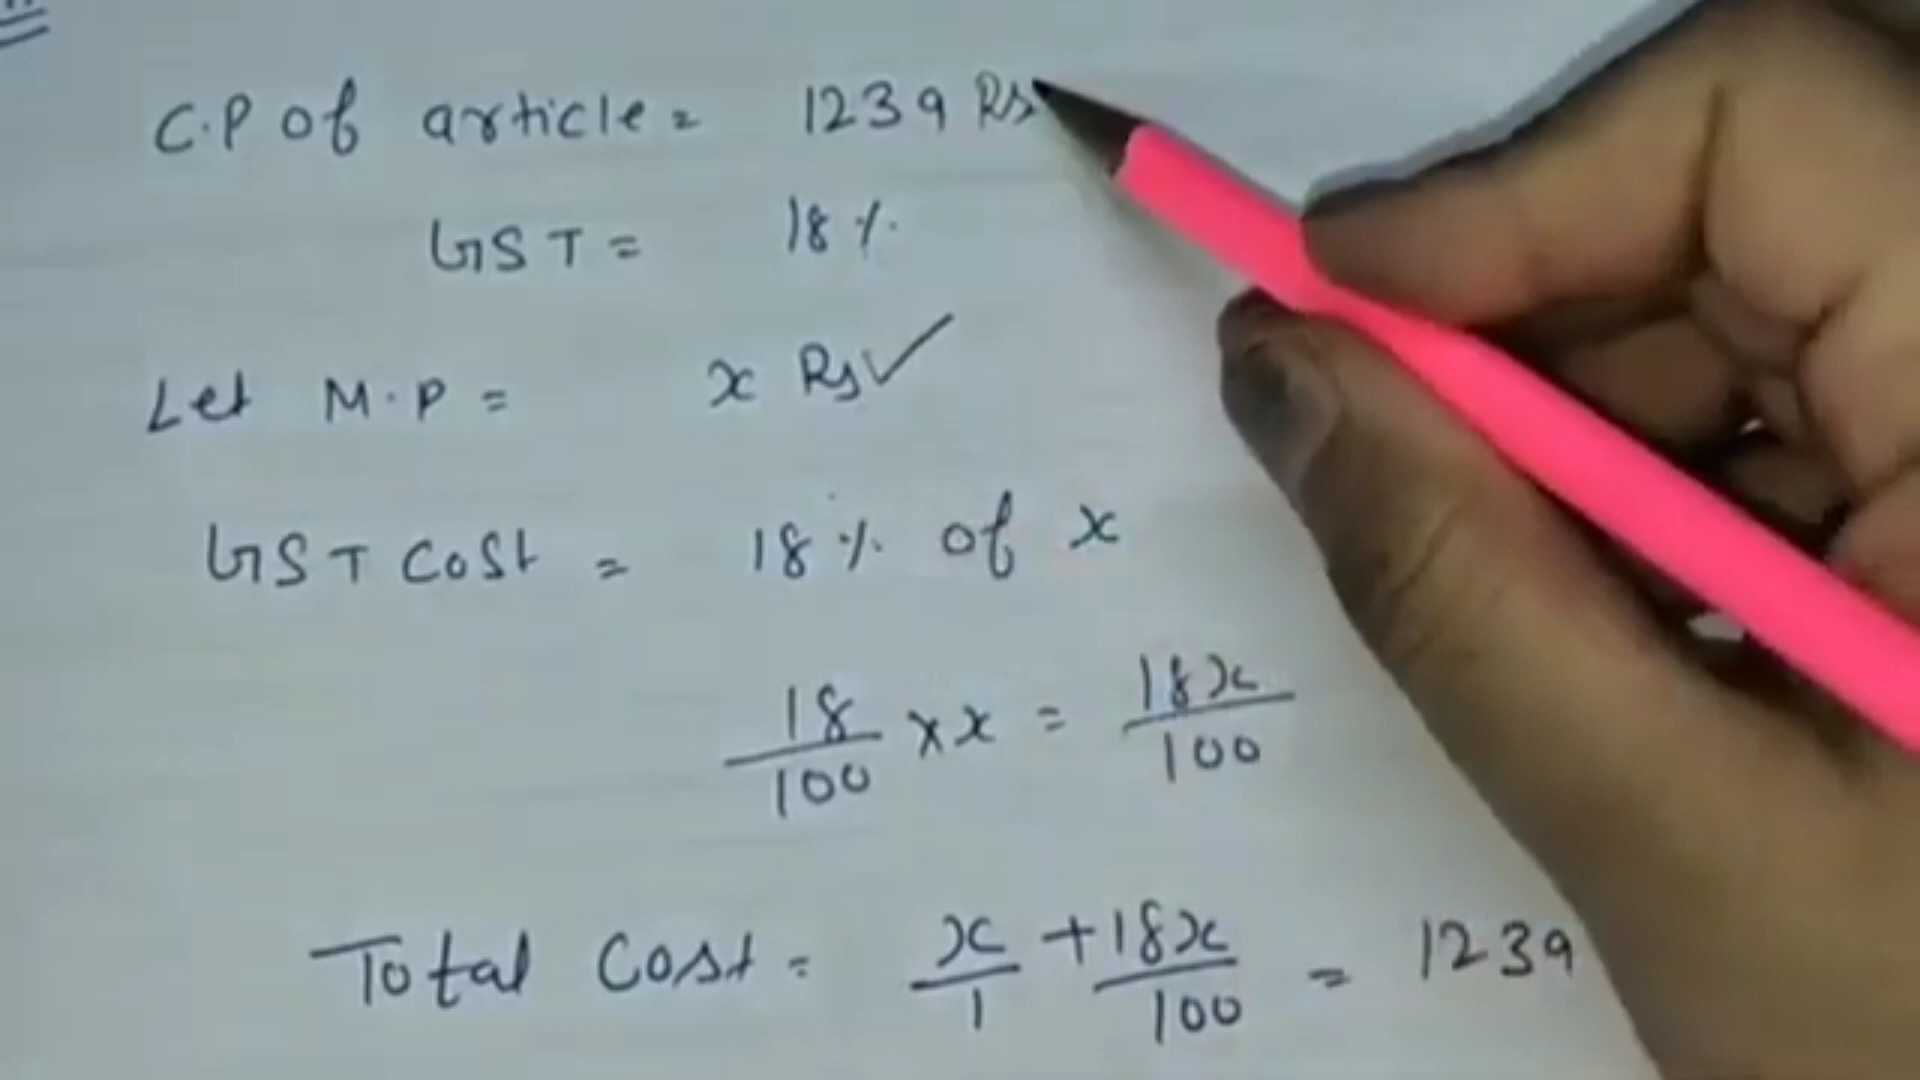 C.P of article = 1239 Rs
GST = 18%
Let M.P = x Rs ✓
GST Cost = 18% of x
18/100 × x = 18x/100
Total Cost = x/1 + 18x/100 = 1239